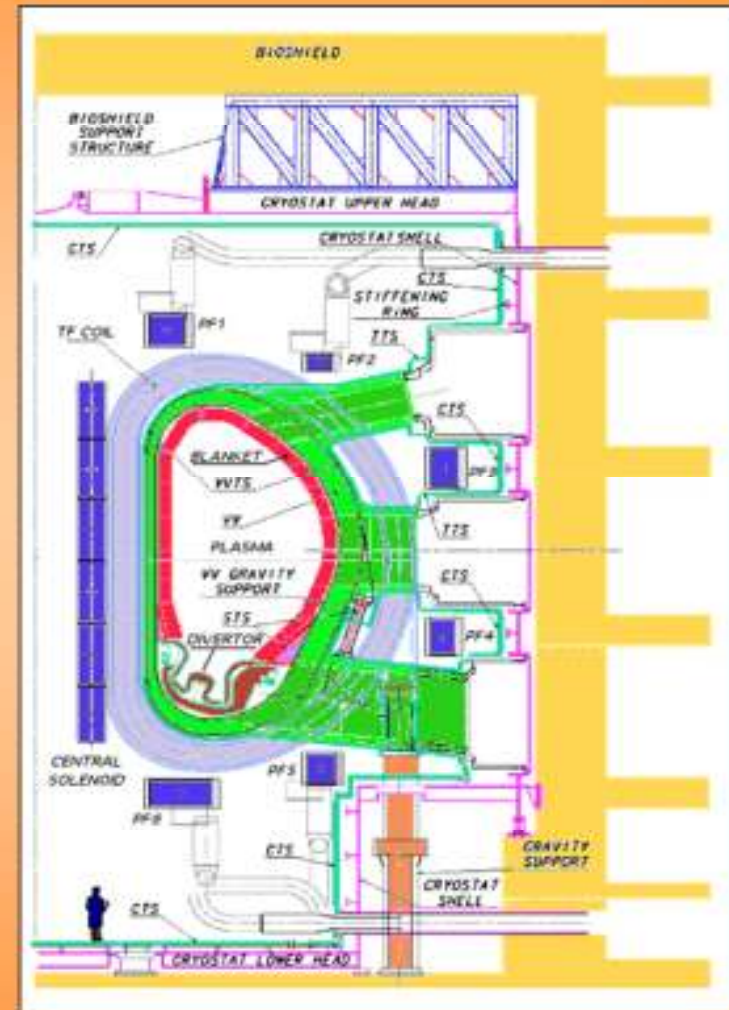 BIOSHIELD
BIOSHIELD
SUPPORT
STRUCTURE
CRYOSTAT UPPER HEAD
CRYOSTAT SHELL
CTS
CTS
STIFFENING
RING
PF1
TF COIL
TTS
PF2
CTS
BLANKET
PF3
VVTS
VV
TTS
PLASMA
VV GRAVITY
SUPPORT
CTS
STS
DIVERTOR
PF4
CENTRAL
SOLENOID
PF5
PF6
CTS
GRAVITY
SUPPORT
CRYOSTAT
SHELL
CTS
CRYOSTAT LOWER HEAD